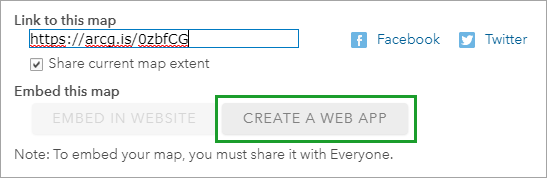 Link to this map
https://arcg.is/0zbfCG Facebook Twitter
Share current map extent
Embed this map
EMBED IN WEBSITE CREATE A WEB APP
Note: To embed your map, you must share it with Everyone.